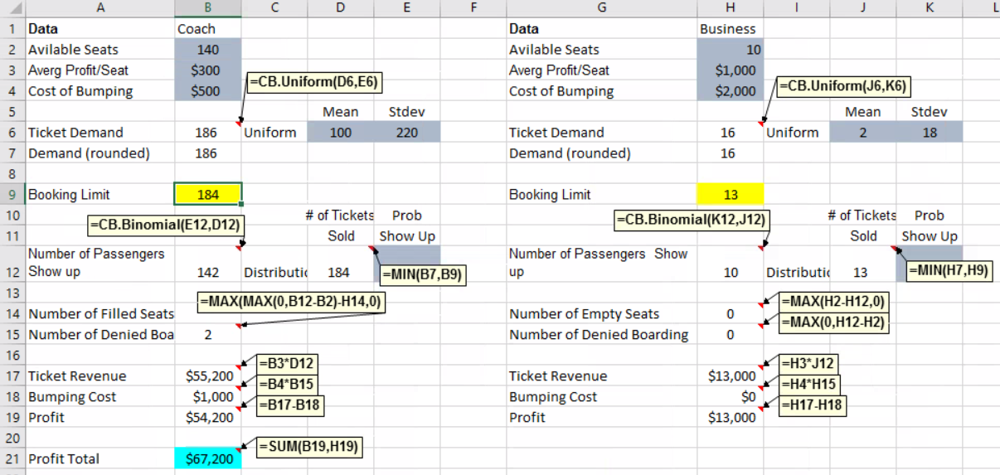 A B C D E F G H I J K L
1 Data Coach Data Business
2 Avilable Seats 140 Avilable Seats 10
3 Averg Profit/Seat $300 Averg Profit/Seat $1,000
4 Cost of Bumping $500 =CB.Uniform(D6,E6) Cost of Bumping $2,000 =CB.Uniform(J6,K6)
5 Mean Stdev Mean Stdev
6 Ticket Demand 186 Uniform 100 220 Ticket Demand 16 Uniform 2 18
7 Demand (rounded) 186 Demand (rounded) 16
8
9 Booking Limit 184 Booking Limit 13
10 =CB.Binomial(E12,D12) # of Tickets Prob =CB.Binomial(K12,J12) # of Tickets Prob
11 Sold Show Up Sold Show Up
Number of Passengers Number of Passengers Show
12 Show up 142 Distributic 184 =MIN(B7,B9) up 10 Distributic 13 =MIN(H7,H9)
13 =MAX(MAX(0,B12-B2)-H14,0) =MAX(H2-H12,0)
14 Number of Filled Seats Number of Empty Seats 0 =MAX(0,H12-H2)
15 Number of Denied Boa 2 Number of Denied Boarding 0
16 =B3*D12 =H3*J12
17 Ticket Revenue $55,200 =B4*B15 Ticket Revenue $13,000 =H4*H15
18 Bumping Cost $1,000 =B17-B18 Bumping Cost $0 =H17-H18
19 Profit $54,200 Profit $13,000
20 =SUM(B19,H19)
21 Profit Total $67,200